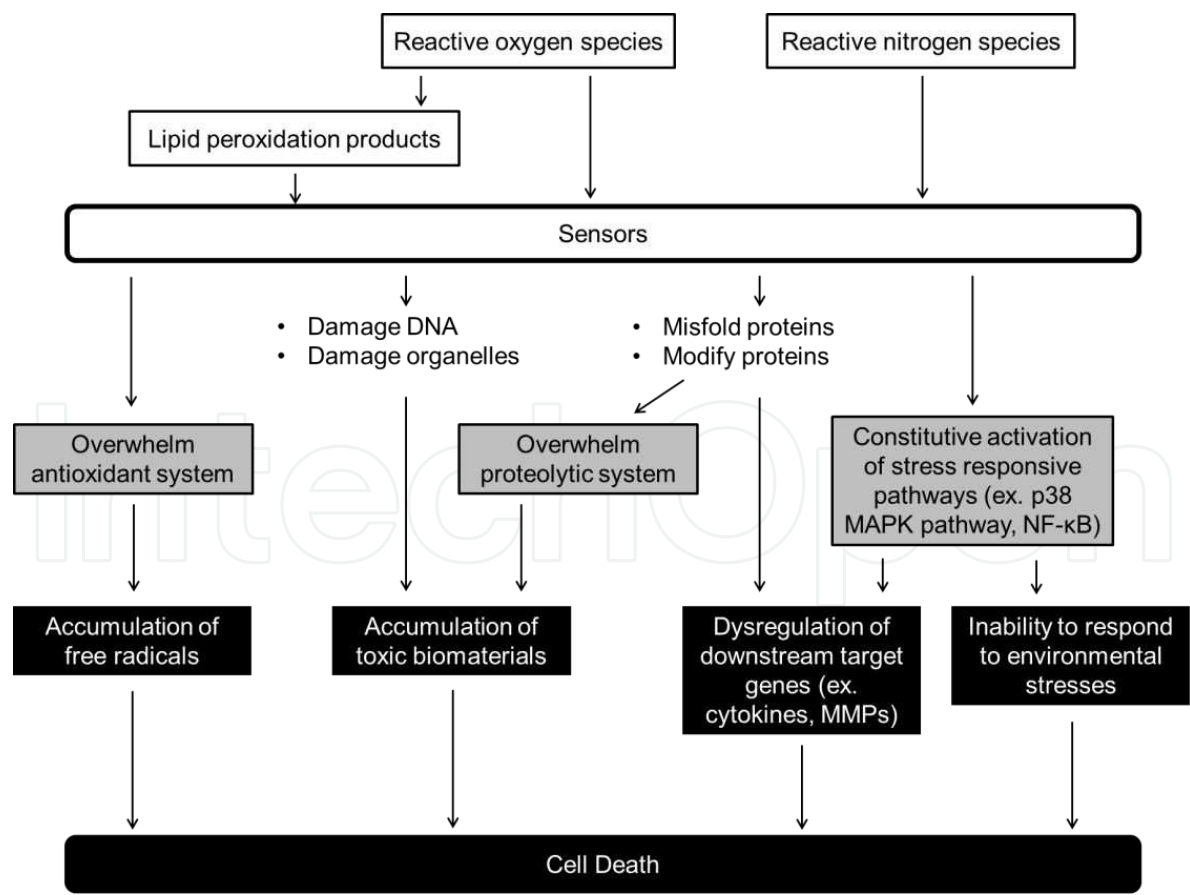 Reactive oxygen species
Reactive nitrogen species
Lipid peroxidation products
Sensors
• Damage DNA
• Damage organelles
• Misfold proteins
• Modify proteins
Overwhelm
antioxidant system
Overwhelm
proteolytic system
Constitutive activation
of stress responsive
pathways (ex. p38
MAPK pathway, NF-κB)
IntechOpen
Accumulation of
free radicals
Accumulation of
toxic biomaterials
Dysregulation of
downstream target
genes (ex.
cytokines, MMPs)
Inability to respond
to environmental
stresses
Cell Death